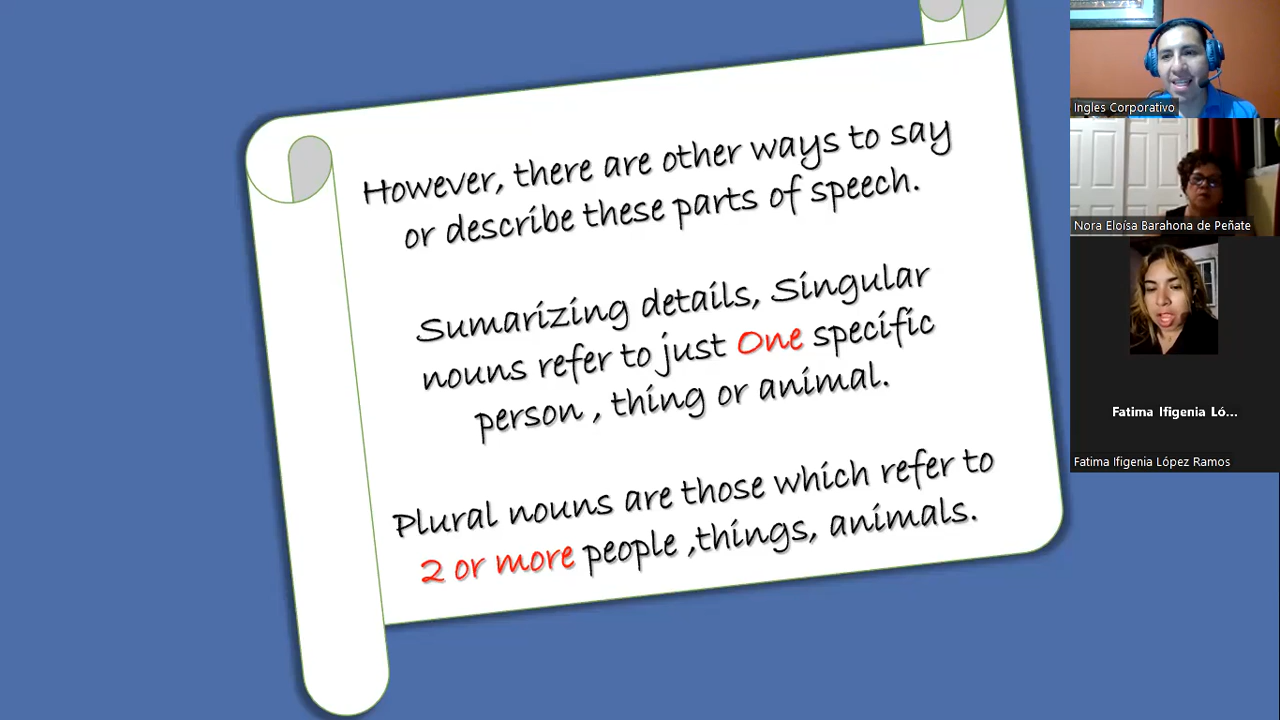 However, there are other ways to say
or describe these parts of speech.
Sumarizing details, Singular
nouns refer to just One specific
person , thing or animal.
Plural nouns are those which refer to
2 or more people ,things, animals.
Ingles Corporativo
Nora Eloísa Barahona de Peñate
Fatima Ifigenia Ló...
Fatima Ifigenia López Ramos